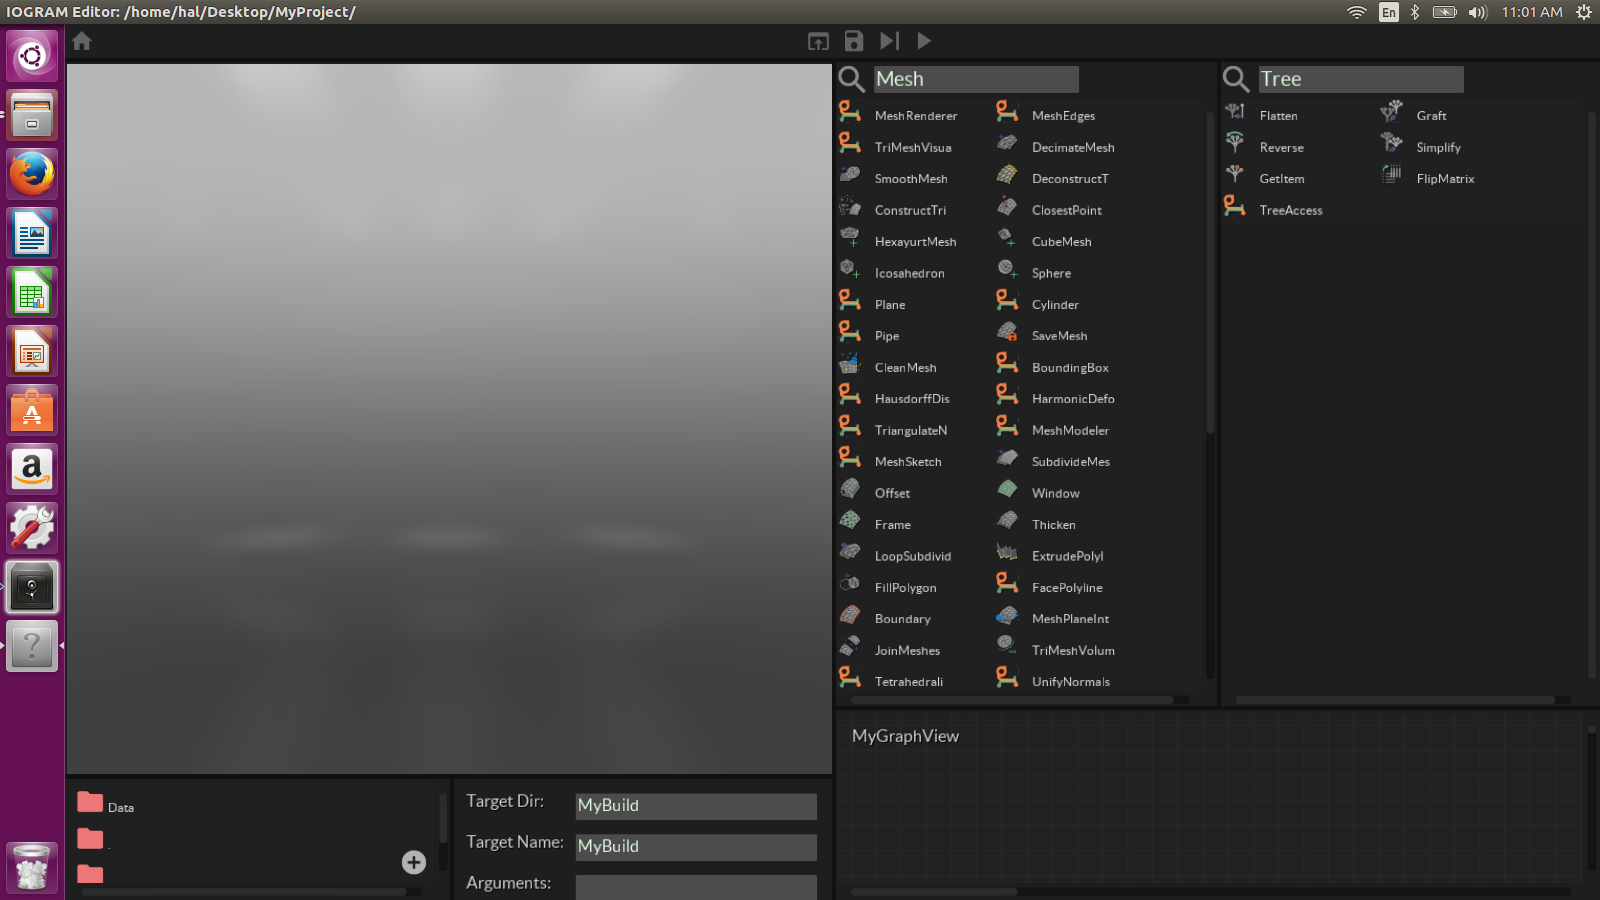 IOGRAM Editor: /home/hal/Desktop/MyProject/
En
11:01 AM
Mesh
MeshRenderer MeshEdges
TriMeshVisua DecimateMesh
SmoothMesh DeconstructT
ConstructTri ClosestPoint
HexayurtMesh CubeMesh
Icosahedron Sphere
Plane Cylinder
Pipe SaveMesh
CleanMesh BoundingBox
HausdorffDis HarmonicDefo
TriangulateN MeshModeler
MeshSketch SubdivideMes
Offset Window
Frame Thicken
LoopSubdivid ExtrudePolyl
FillPolygon FacePolyline
Boundary MeshPlaneInt
JoinMeshes TriMeshVolum
Tetrahedrali UnifyNormals
Tree
Flatten Graft
Reverse Simplify
GetItem FlipMatrix
TreeAccess
MyGraphView
Data
.
Target Dir: MyBuild
Target Name: MyBuild
Arguments: